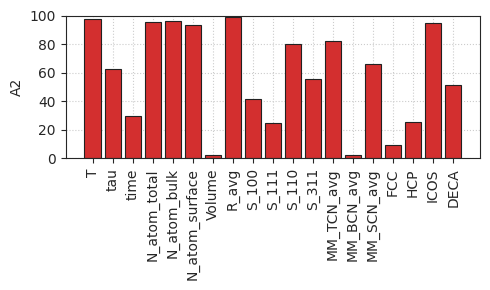 100
80
60
40
20
0
A2
T
tau
time
N_atom_total
N_atom_bulk
N_atom_surface
Volume
R_avg
S_100
S_111
S_110
S_311
MM_TCN_avg
MM_BCN_avg
MM_SCN_avg
FCC
HCP
ICOS
DECA